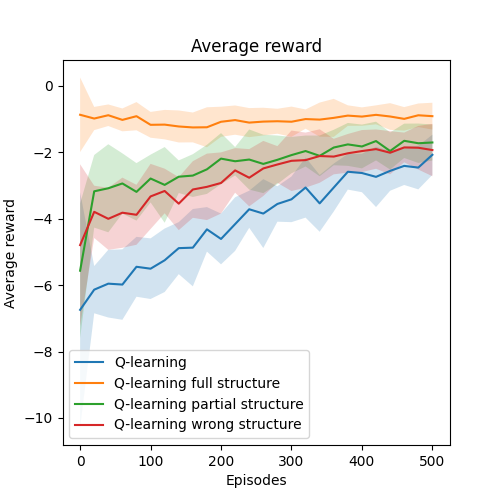 Average reward
Average reward
0
−2
−4
−6
−8
−10
Q-learning
Q-learning full structure
Q-learning partial structure
Q-learning wrong structure
0 100 200 300 400 500
Episodes